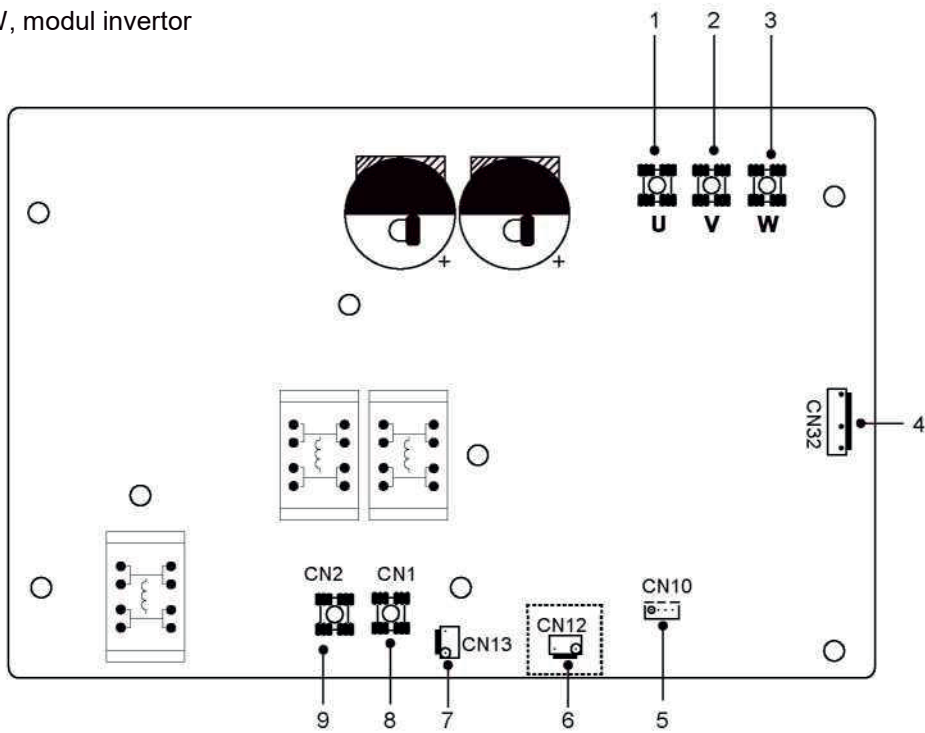 , modul invertor
1 2 3
U V W
+ +
CN32
4
CN2 CN1
CN10
CN13
CN12
9 8 7 6 5